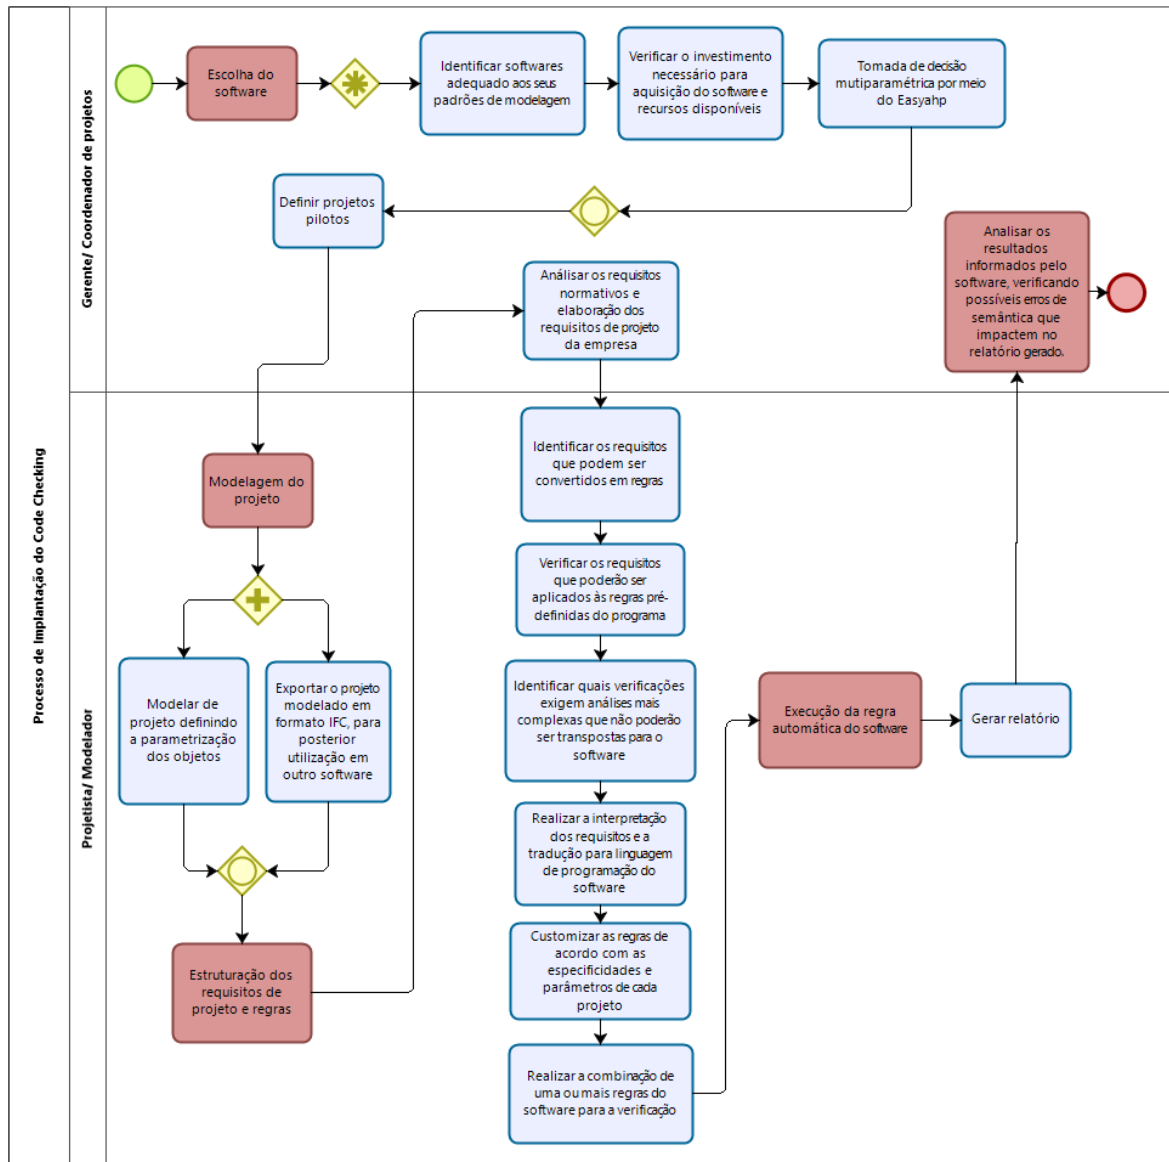 Processo de Implantação do Code Checking
Gerente/ Coordenador de projetos
Escolha do
software
Identificar softwares
adequado aos seus
padrões de modelagem
Verificar o investimento
necessário para
aquisição do software e
recursos disponíveis
Tomada de decisão
mutiparamétrica por meio
do Easyahp
Definir projetos
pilotos
Análisar os requisitos
normativos e
elaboração dos
requisitos de projeto
da empresa
Analisar os
resultados
informados pelo
software, verificando
possíveis erros de
semântica que
impactem no
relatório gerado.
Projetista/ Modelador
Modelagem do
projeto
Modelar de
projeto definindo
a parametrização
dos objetos
Exportar o projeto
modelado em
formato IFC, para
posterior
utilização em
outro software
Estruturação dos
requisitos de
projeto e regras
Identificar os requisitos
que podem ser
convertidos em regras
Verificar os requisitos
que poderão ser
aplicados às regras pré-
definidas do programa
Identificar quais verificações
exigem análises mais
complexas que não poderão
ser transpostas para o
software
Realizar a interpretação
dos requisitos e a
tradução para linguagem
de programação do
software
Customizar as regras de
acordo com as
especificidades e
parâmetros de cada
projeto
Realizar a combinação de
uma ou mais regras do
software para a verificação
Execução da regra
automática do software
Gerar relatório